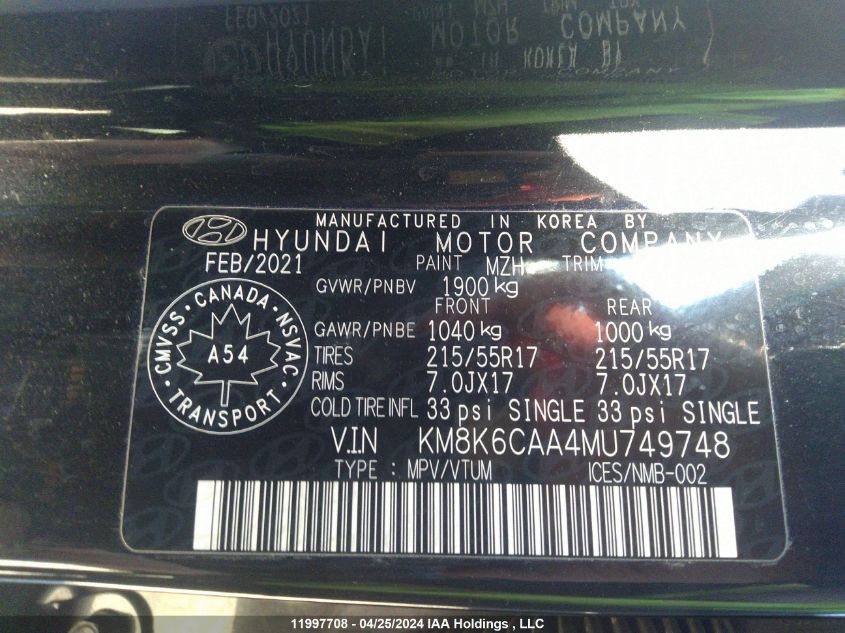 MANUFACTURED IN KOREA BY
HYUNDAI MOTOR COMPANY
FEB/2021 PAINT MZH TRIM
GVWR/PNBV 1900 kg
FRONT REAR
GAWR/PNBE 1040 kg 1000 kg
TIRES 215/55R17 215/55R17
RIMS 7.0JX17 7.0JX17
COLD TIRE INFL 33 psi SINGLE 33 psi SINGLE
V.I.N KM8K6CAA4MU749748
TYPE : MPV/VTUM ICES/NMB-002
CMVSS · CANADA · NSVAC
A54
· TRANSPORT ·
11997708 - 04/25/2024 IAA Holdings , LLC